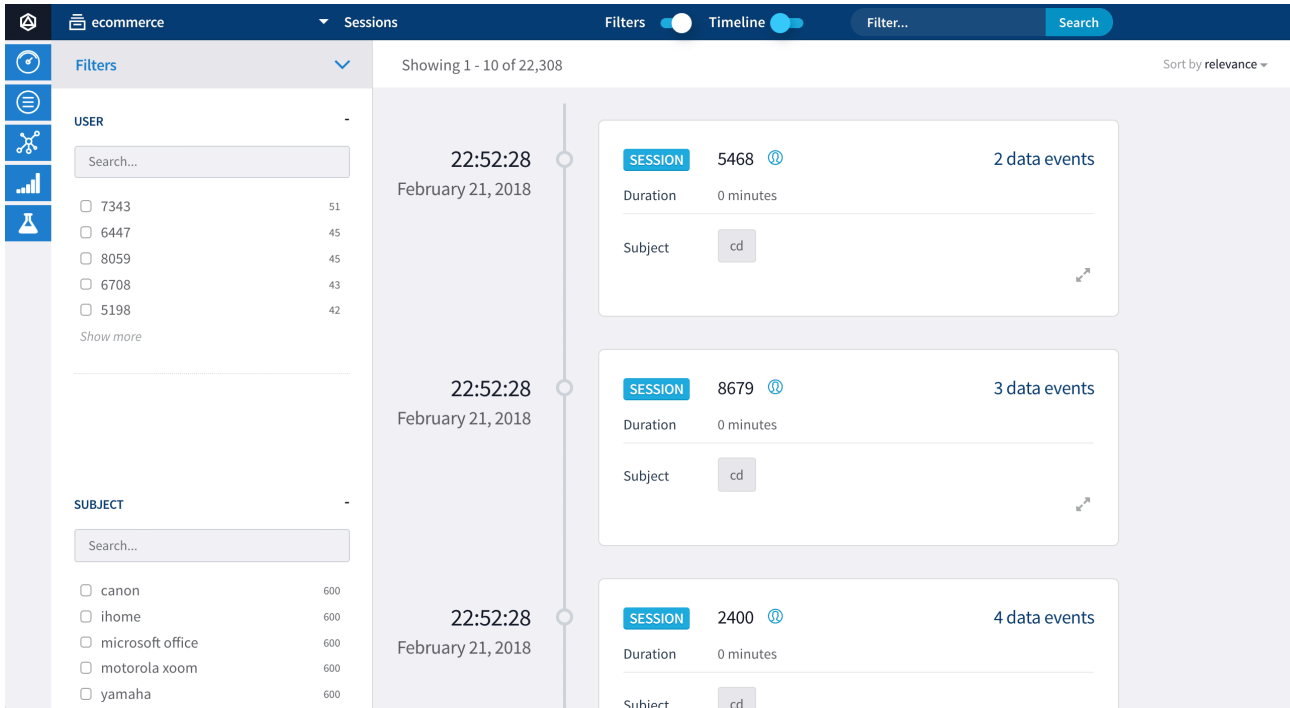 ecommerce Sessions Filters Timeline Filter... Search
Filters
Showing 1 - 10 of 22,308
Sort by relevance
USER -
Search...
7343 51
6447 45
8059 45
6708 43
5198 42
Show more
SUBJECT -
Search...
canon 600
ihome 600
microsoft office 600
motorola xoom 600
yamaha 600
22:52:28
February 21, 2018
SESSION 5468 2 data events
Duration 0 minutes
Subject cd
22:52:28
February 21, 2018
SESSION 8679 3 data events
Duration 0 minutes
Subject cd
22:52:28
February 21, 2018
SESSION 2400 4 data events
Duration 0 minutes
Subject cd